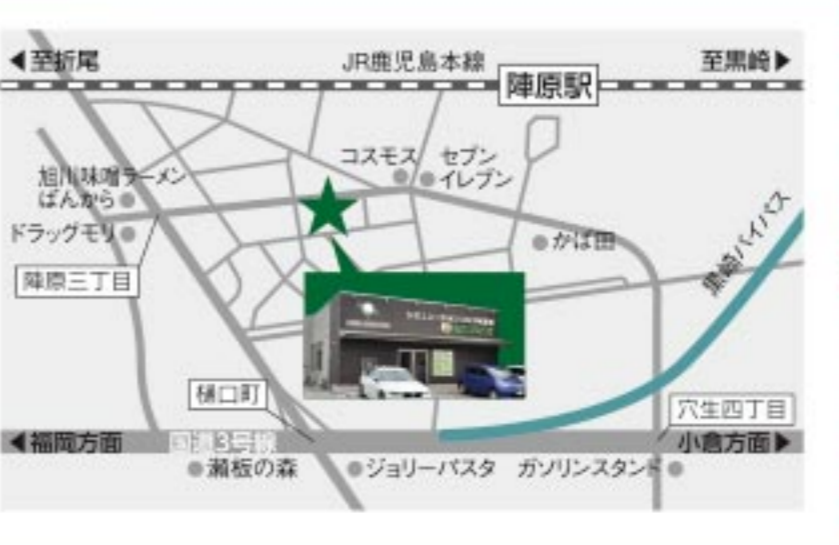 ◀至折尾
JR鹿児島本線
至黒崎▶
陣原駅
コスモス
セブン
イレブン
旭川味噌ラーメン
ばんから
ドラッグモリ
かば田
黒崎バイパス
陣原三丁目
樋口町
穴生四丁目
◀福岡方面
国道3号線
小倉方面▶
瀬板の森
ジョリーパスタ
ガソリンスタンド